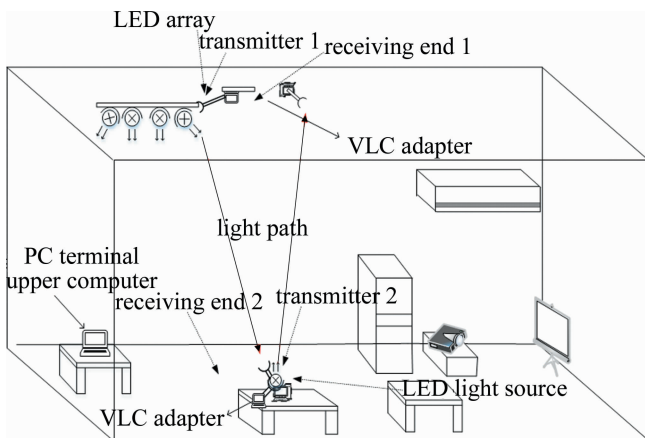 LED array
transmitter 1
receiving end 1
VLC adapter
light path
PC terminal
upper computer
receiving end 2
transmitter 2
LED light source
VLC adapter